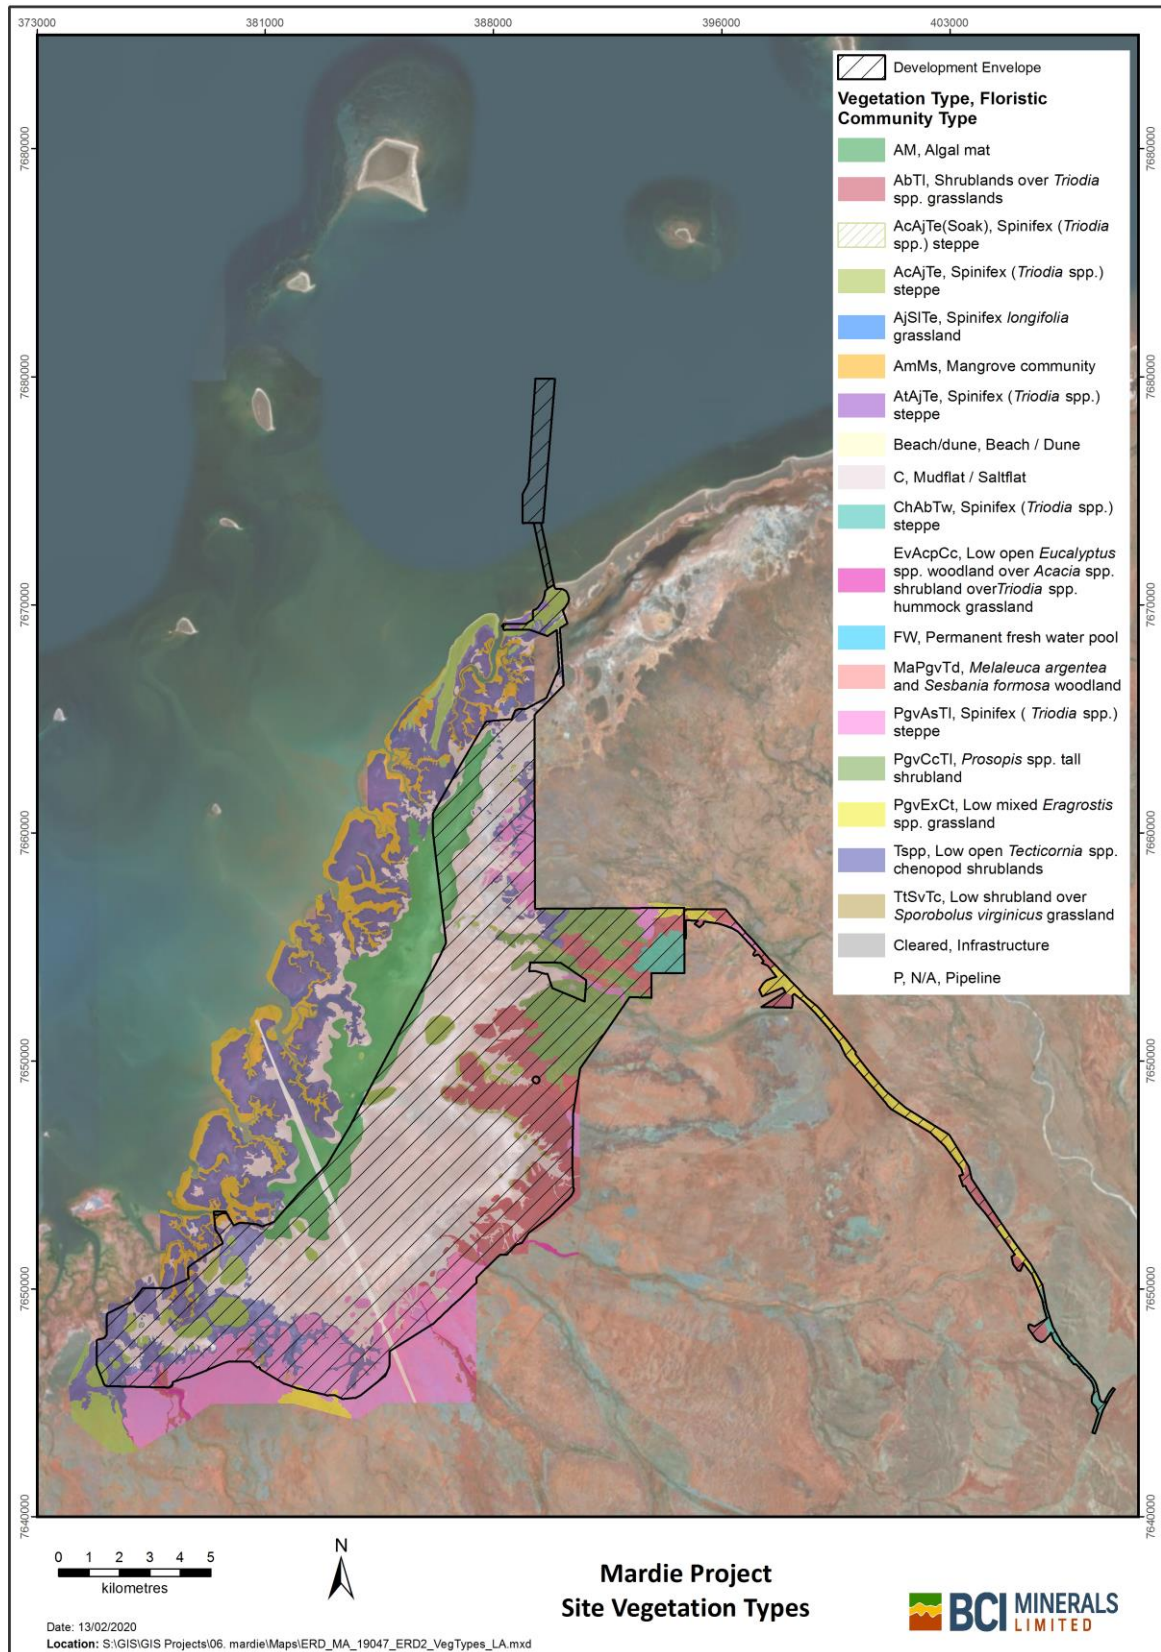 373000
381000
388000
396000
403000
7680000
7680000
7670000
7660000
7650000
7650000
7640000
7680000
7680000
7670000
7660000
7650000
7650000
7640000
Development Envelope
Vegetation Type, Floristic
Community Type
AM, Algal mat
AbTl, Shrublands over Triodia
spp. grasslands
AcAjTe(Soak), Spinifex (Triodia
spp.) steppe
AcAjTe, Spinifex (Triodia spp.)
steppe
AjSlTe, Spinifex longifolia
grassland
AmMs, Mangrove community
AtAjTe, Spinifex (Triodia spp.)
steppe
Beach/dune, Beach / Dune
C, Mudflat / Saltflat
ChAbTw, Spinifex (Triodia spp.)
steppe
EvAcpCc, Low open Eucalyptus
spp. woodland over Acacia spp.
shrubland overTriodia spp.
hummock grassland
FW, Permanent fresh water pool
MaPgvTd, Melaleuca argentea
and Sesbania formosa woodland
PgvAsTl, Spinifex ( Triodia spp.)
steppe
PgvCcTl, Prosopis spp. tall
shrubland
PgvExCt, Low mixed Eragrostis
spp. grassland
Tspp, Low open Tecticornia spp.
chenopod shrublands
TtSvTc, Low shrubland over
Sporobolus virginicus grassland
Cleared, Infrastructure
P, N/A, Pipeline
0 1 2 3 4 5
kilometres
N
Mardie Project
Site Vegetation Types
BCI MINERALS
LIMITED
Date: 13/02/2020
Location: S:\GIS\GIS Projects\06. mardie\Maps\ERD_MA_19047_ERD2_VegTypes_LA.mxd